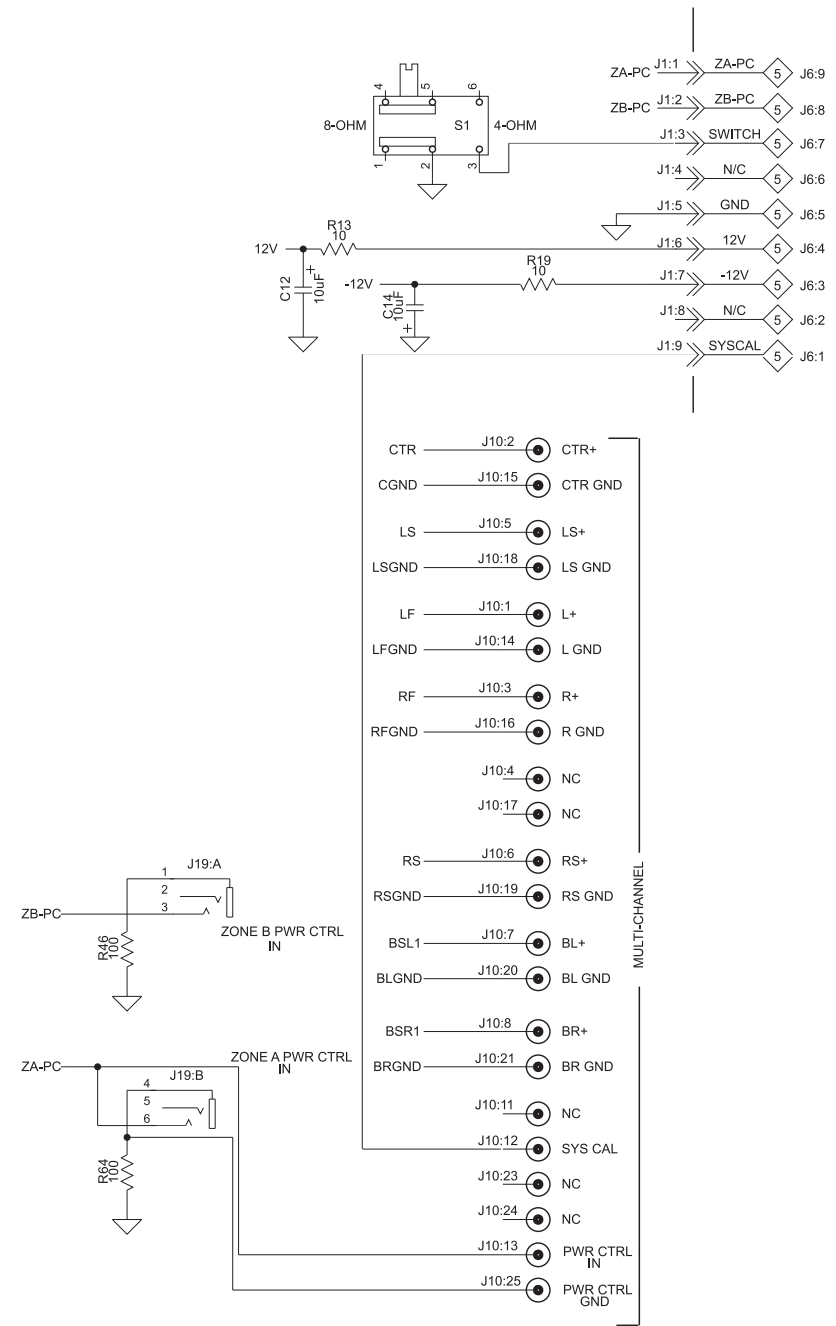 4 5 6
8-OHM S1 4-OHM
1 2 3
ZA-PC J1:1 ZA-PC 5 J6:9
ZB-PC J1:2 ZB-PC 5 J6:8
J1:3 SWITCH 5 J6:7
J1:4 N/C 5 J6:6
J1:5 GND 5 J6:5
12V R13 10 J1:6 12V 5 J6:4
C12 + 10uF
-12V R19 10 J1:7 -12V 5 J6:3
C14 10uF +
J1:8 N/C 5 J6:2
J1:9 SYSCAL 5 J6:1
CTR J10:2 CTR+
CGND J10:15 CTR GND
LS J10:5 LS+
LSGND J10:18 LS GND
LF J10:1 L+
LFGND J10:14 L GND
RF J10:3 R+
RFGND J10:16 R GND
J10:4 NC
J10:17 NC
RS J10:6 RS+
RSGND J10:19 RS GND
BSL1 J10:7 BL+
BLGND J10:20 BL GND
BSR1 J10:8 BR+
BRGND J10:21 BR GND
J10:11 NC
J10:12 SYS CAL
J10:23 NC
J10:24 NC
J10:13 PWR CTRL
IN
J10:25 PWR CTRL
GND
MULTI-CHANNEL
J19:A
1
2
3
ZB-PC
ZONE B PWR CTRL
IN
R46
100
ZA-PC
ZONE A PWR CTRL
IN
J19:B
4
5
6
R64
100